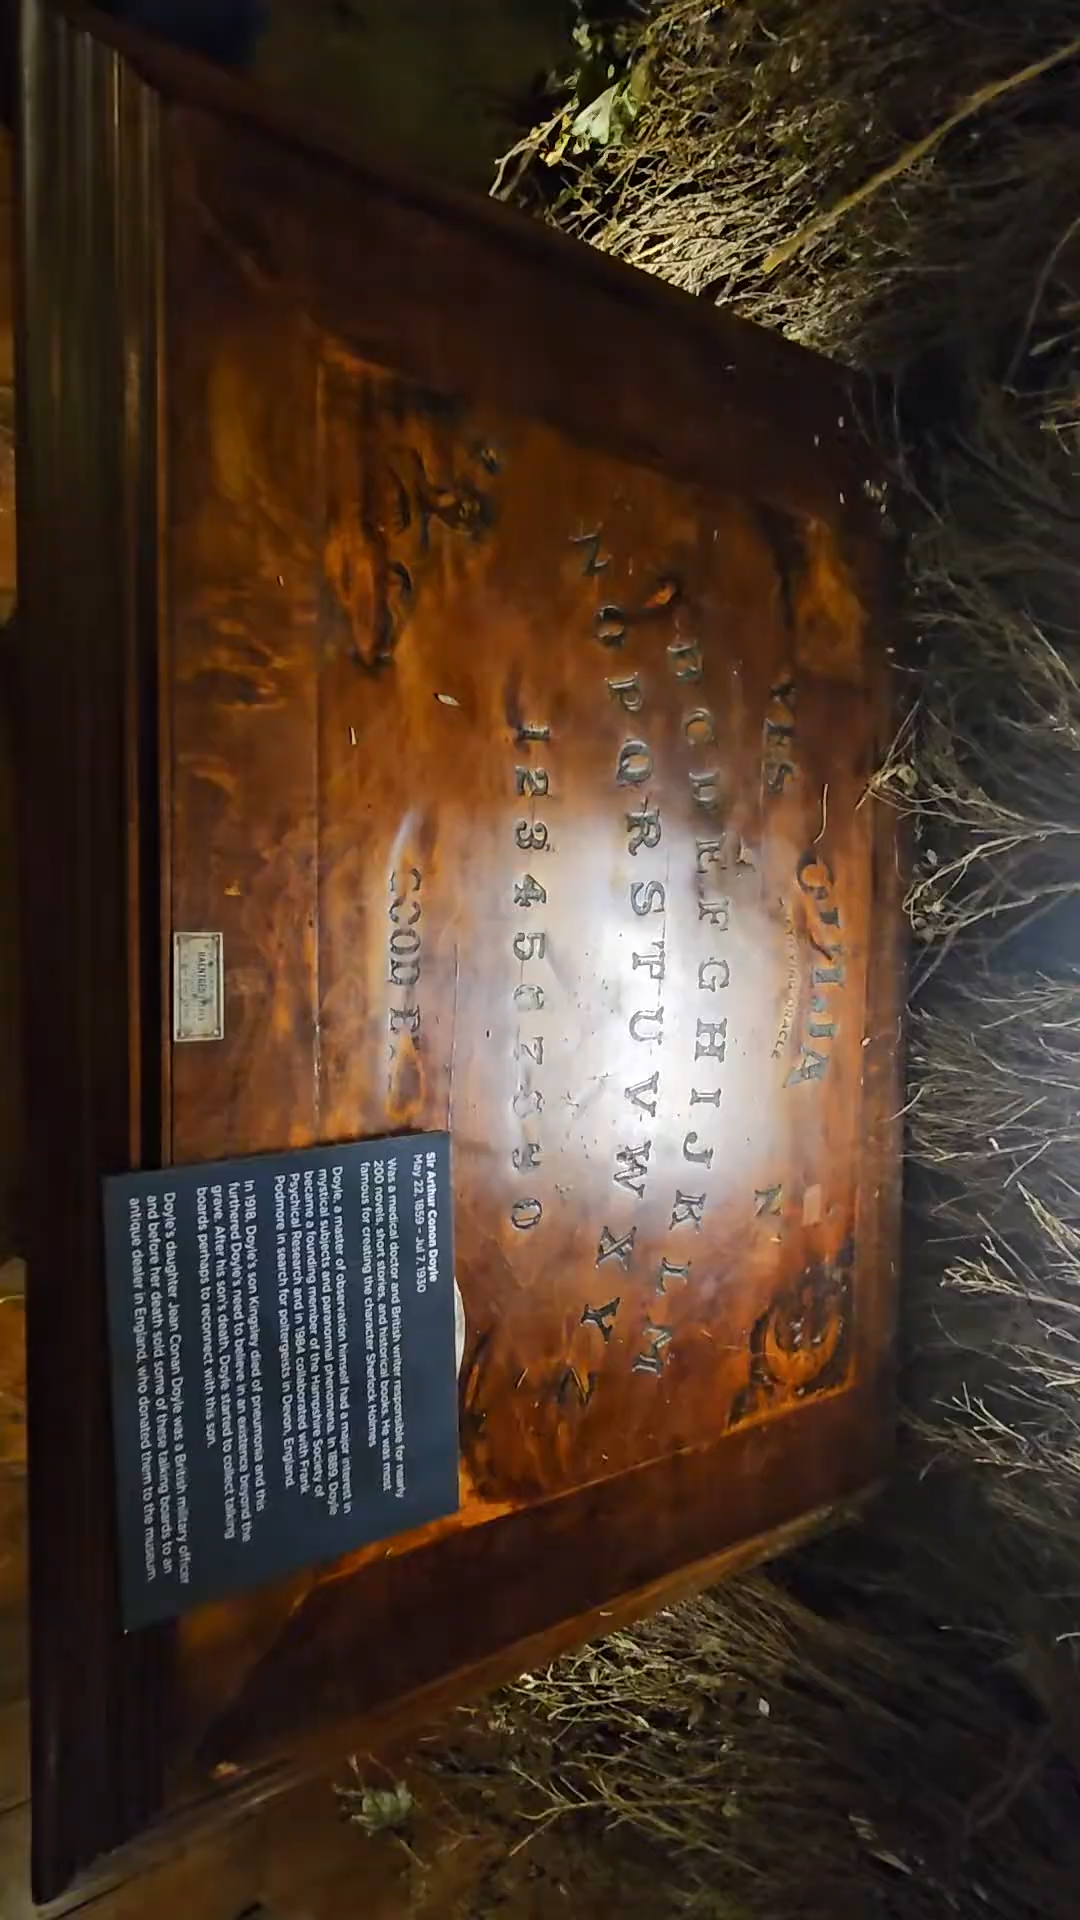 OUIJA
YES
B C D E F G H I J K L M
N O P Q R S T U V W X Y Z
1 2 3 4 5 6 7 8 9 0
Sir Arthur Conon Doyle
May 22, 1859 - Jul 7, 1930
Was a medical doctor and British writer responsible for nearly
200 novels, short stories, and historical books. He was most
famous for creating the character Sherlock Holmes
Doyle, a master of observation himself had a major interest in
mystical subjects and paranormal phenomena. In 1889, Doyle
became a founding member of the Hampshire Society of
Psychical Research and in 1984 collaborated with Frank
Podmore in search for poltergeists in Devon, England.
In 1918, Doyle's son Kingsley died of pneumonia and this
furthered Doyle's need to believe in an existence beyond the
grave. After his son's death, Doyle started to collect talking
boards perhaps to reconnect with this son.
Doyle's daughter Jean Conan Doyle was a British military officer
and before her death sold some of these talking boards to an
antique dealer in England, who donated them to the museum.